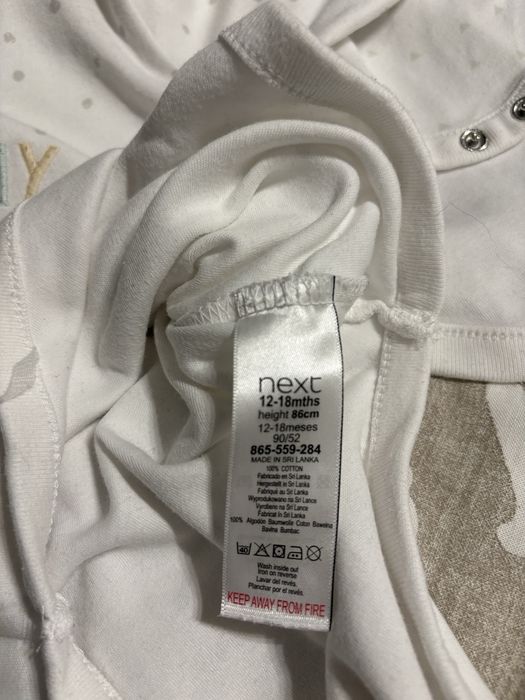 Y
next
12-18mths
height 86cm
12-18meses
90/52
865-559-284
MADE IN SRI LANKA
100% COTTON
Fabricado en Sri Lanka
Hergestellt in Sri Lanka
Fabriqué au Sri Lanka
Wyprodukowano na Sri Lance
Vyrobeno na Sri Lance
Fabricat în Sri Lanka
100% Algodon Baumwolle Coton Bawełna
Bavlna Bumbac
40
Wash inside out
Iron on reverse
Lavar del revés.
Planchar por el revés.
KEEP AWAY FROM FIRE